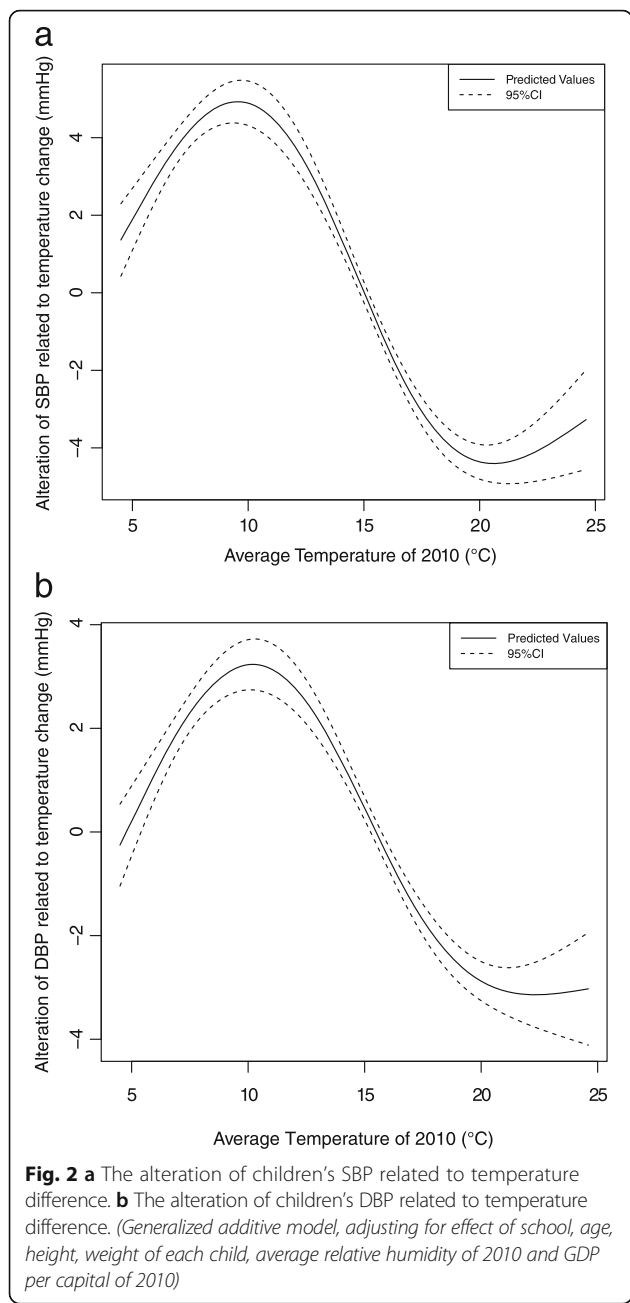 a
Alteration of SBP related to temperature change (mmHg)
4
2
0
−2
−4
Predicted Values
95%CI
5 10 15 20 25
Average Temperature of 2010 (°C)
b
Alteration of DBP related to temperature change (mmHg)
4
2
0
−2
−4
Predicted Values
95%CI
5 10 15 20 25
Average Temperature of 2010 (°C)
Fig. 2 a The alteration of children's SBP related to temperature
difference. b The alteration of children's DBP related to temperature
difference. (Generalized additive model, adjusting for effect of school, age,
height, weight of each child, average relative humidity of 2010 and GDP
per capital of 2010)